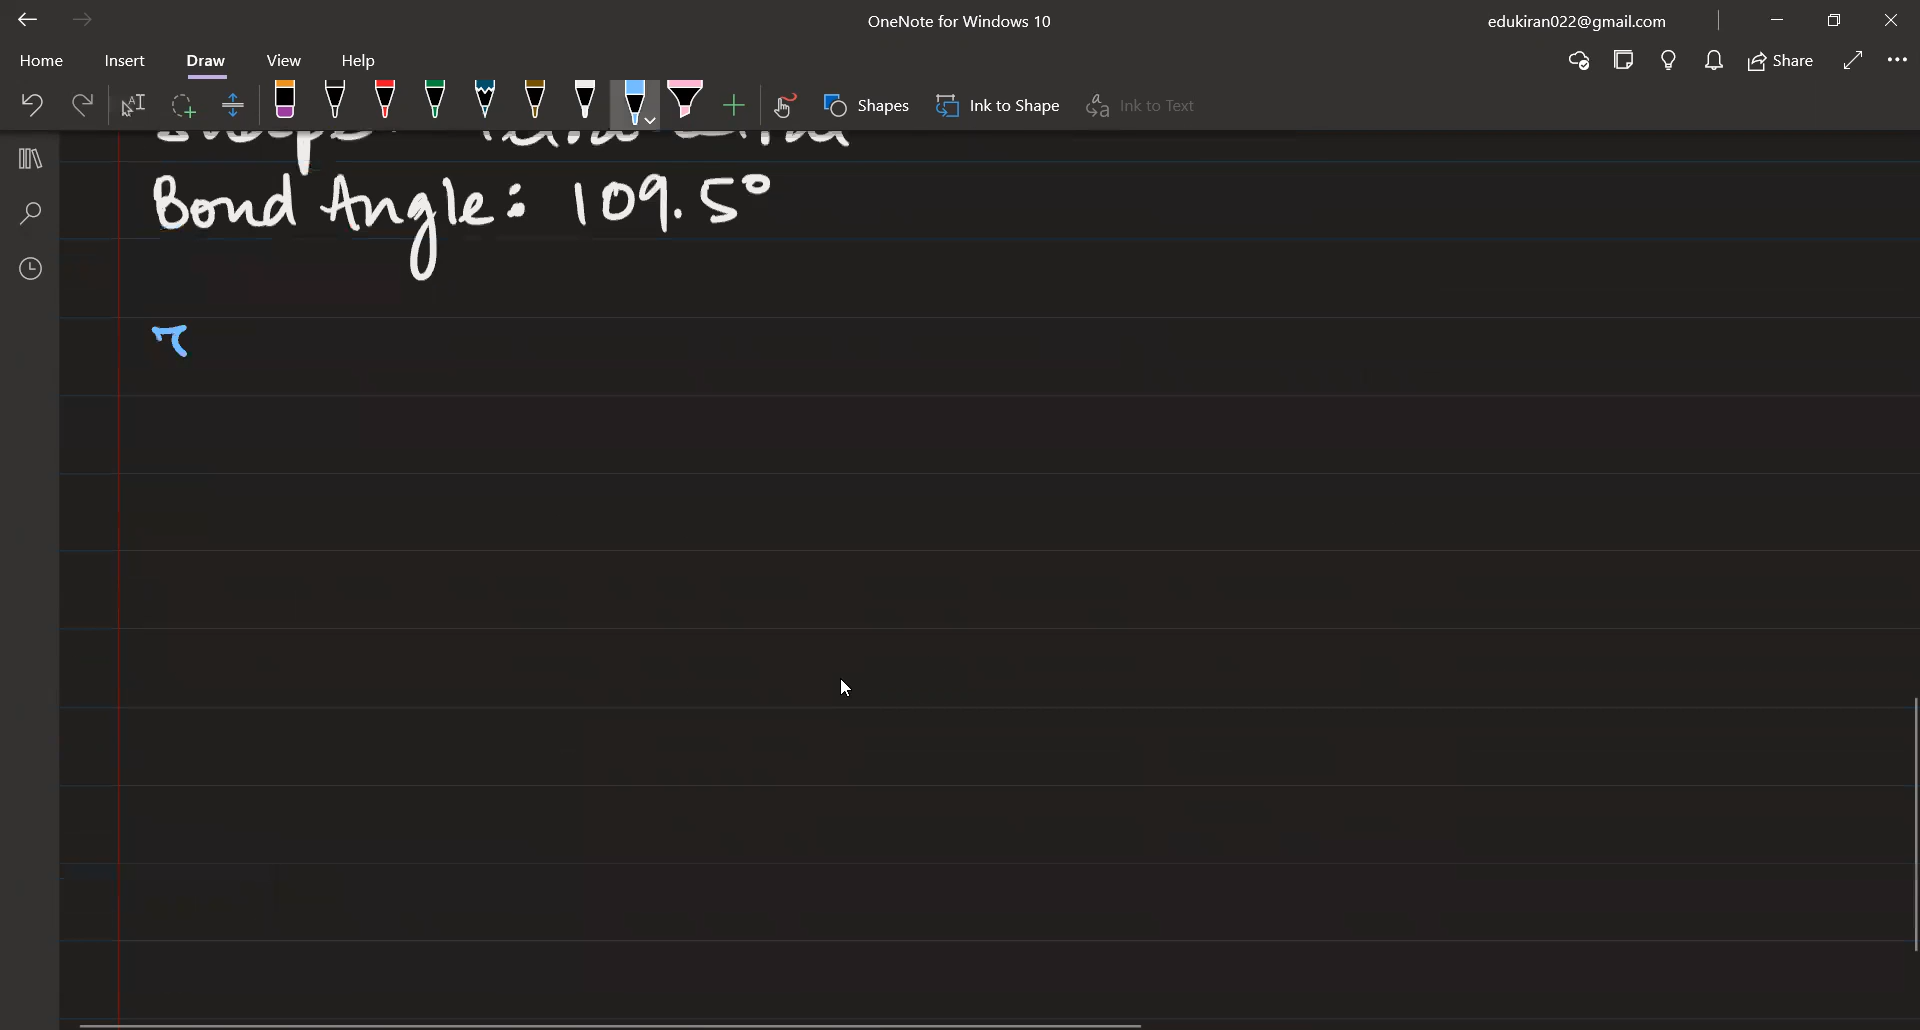 OneNote for Windows 10
edukiran022@gmail.com
Home Insert Draw View Help
Share
Shapes Ink to Shape Ink to Text
Bond Angle: 109.5°